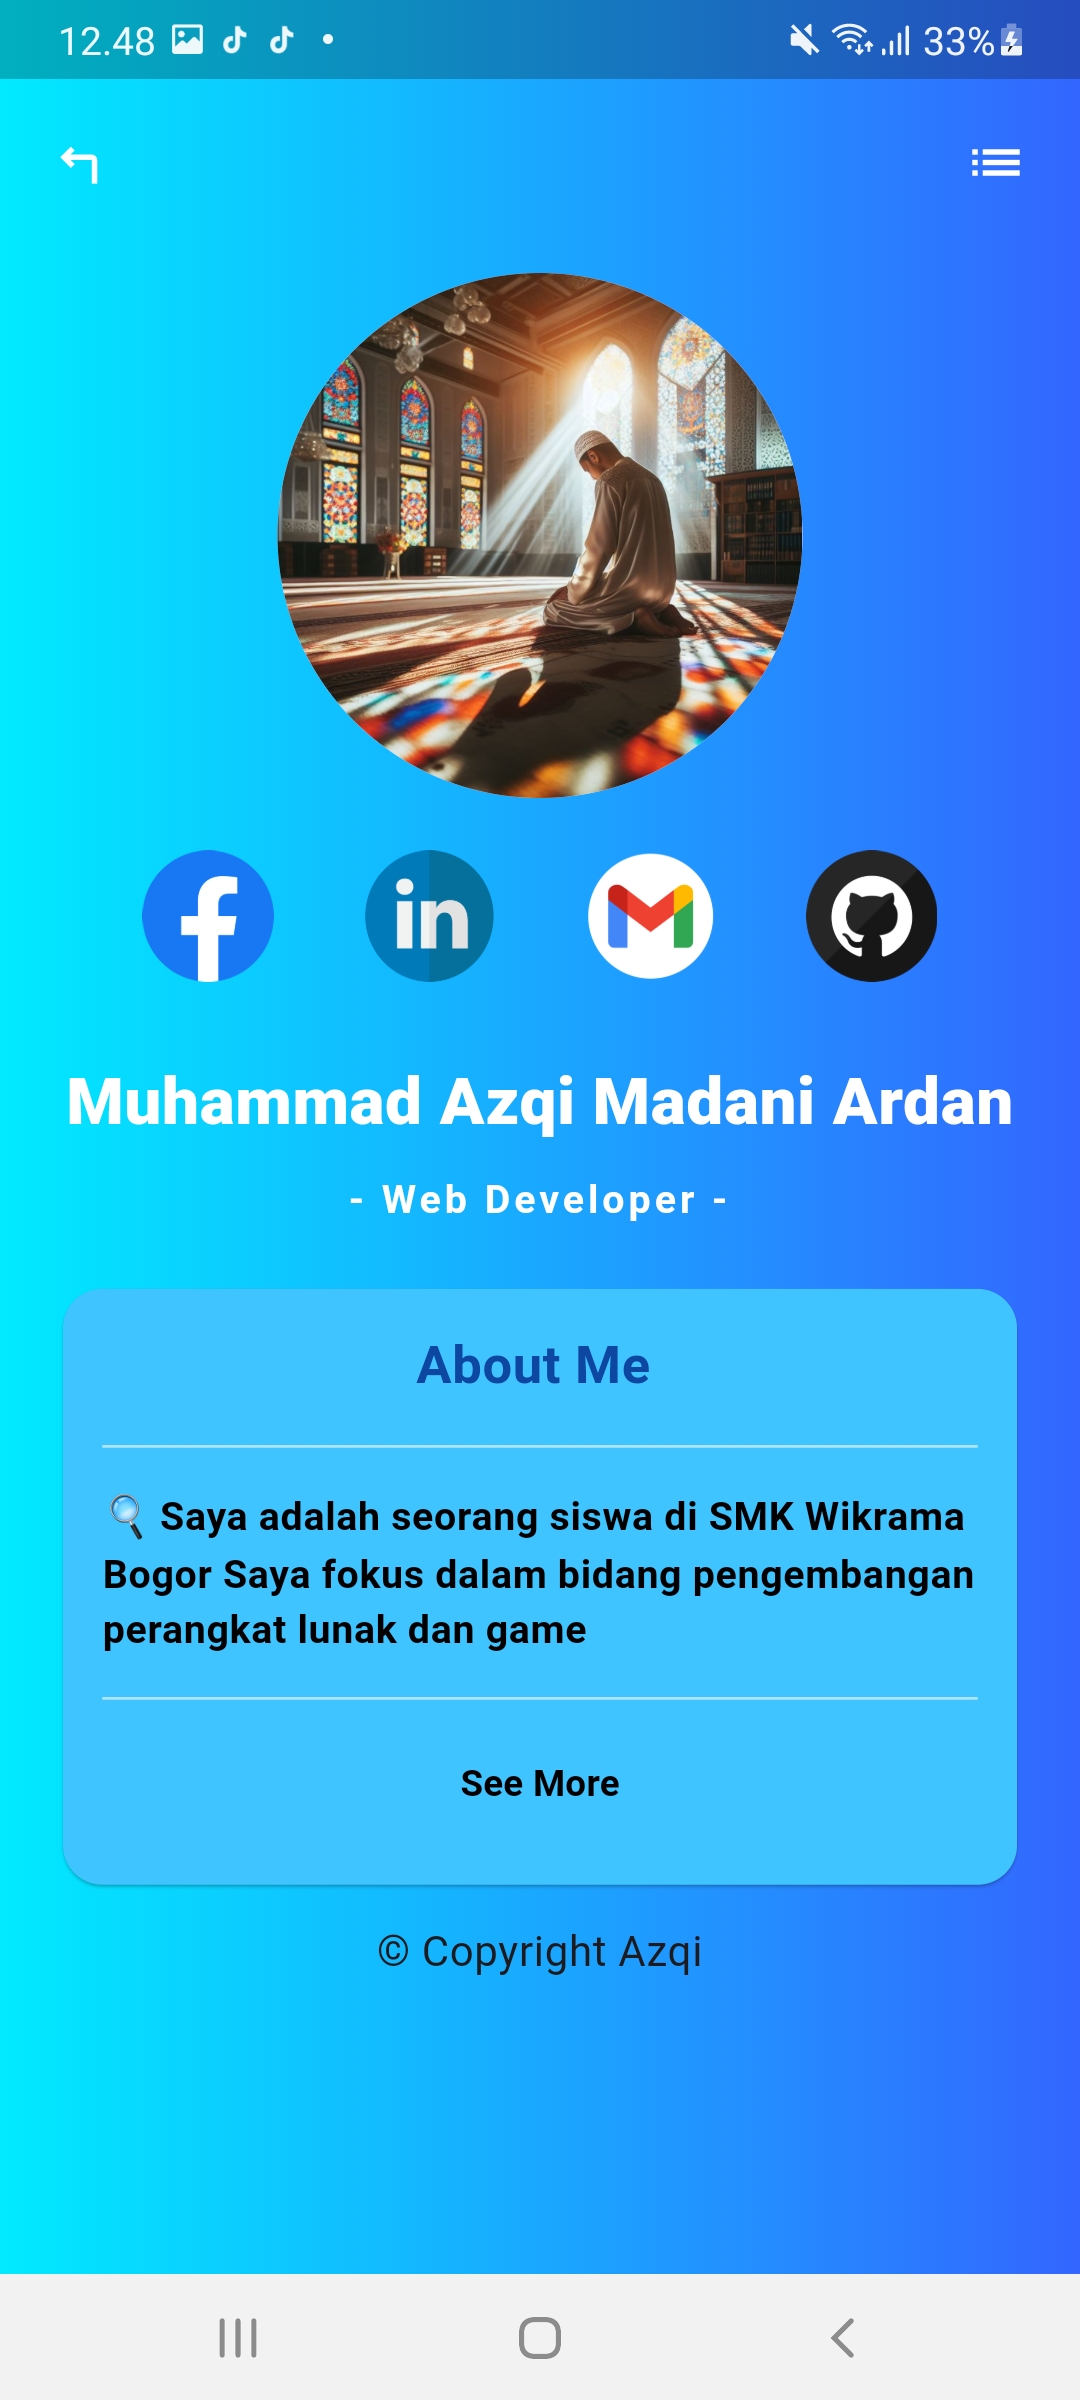 12.48
33%
in
Muhammad Azqi Madani Ardan
- Web Developer -
About Me
🔍 Saya adalah seorang siswa di SMK Wikrama
Bogor Saya fokus dalam bidang pengembangan
perangkat lunak dan game
See More
© Copyright Azqi